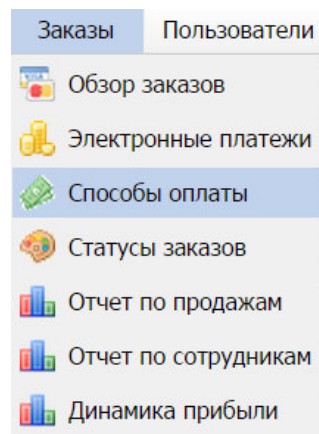 Заказы Пользователи
Обзор заказов
Электронные платежи
Способы оплаты
Статусы заказов
Отчет по продажам
Отчет по сотрудникам
Динамика прибыли